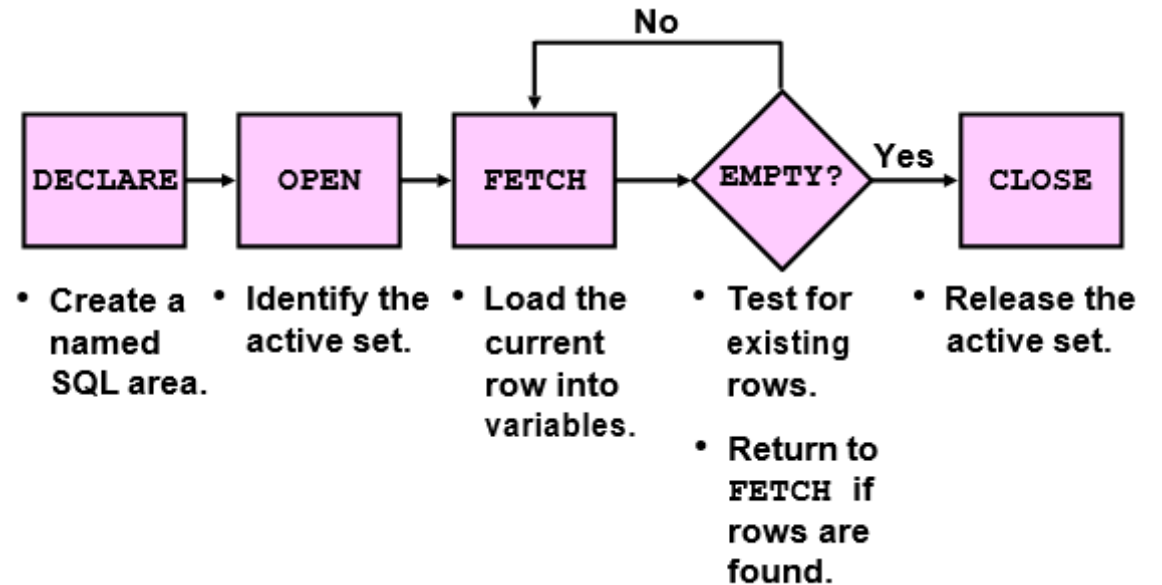 No
DECLARE
OPEN
FETCH
EMPTY?
Yes
CLOSE
• Create a
named
SQL area.
• Identify the
active set.
• Load the
current
row into
variables.
• Test for
existing
rows.
• Return to
FETCH if
rows are
found.
• Release the
active set.